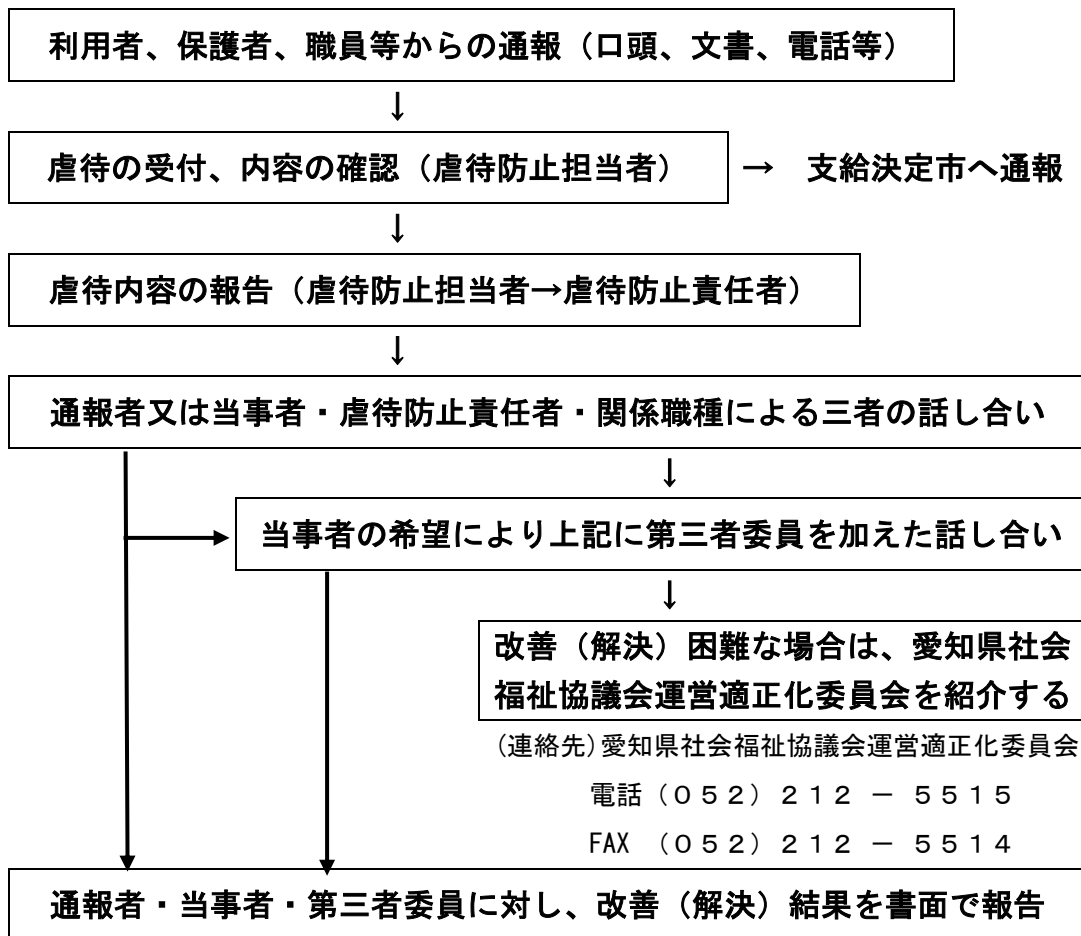 利用者、保護者、職員等からの通報（口頭、文書、電話等）
↓
虐待の受付、内容の確認（虐待防止担当者） → 支給決定市へ通報
↓
虐待内容の報告（虐待防止担当者→虐待防止責任者）
↓
通報者又は当事者・虐待防止責任者・関係職種による三者の話し合い
↓
当事者の希望により上記に第三者委員を加えた話し合い
↓
改善（解決）困難な場合は、愛知県社会
福祉協議会運営適正化委員会を紹介する
(連絡先)愛知県社会福祉協議会運営適正化委員会
電話（０５２）２１２ － ５５１５
FAX （０５２）２１２ － ５５１４
通報者・当事者・第三者委員に対し、改善（解決）結果を書面で報告